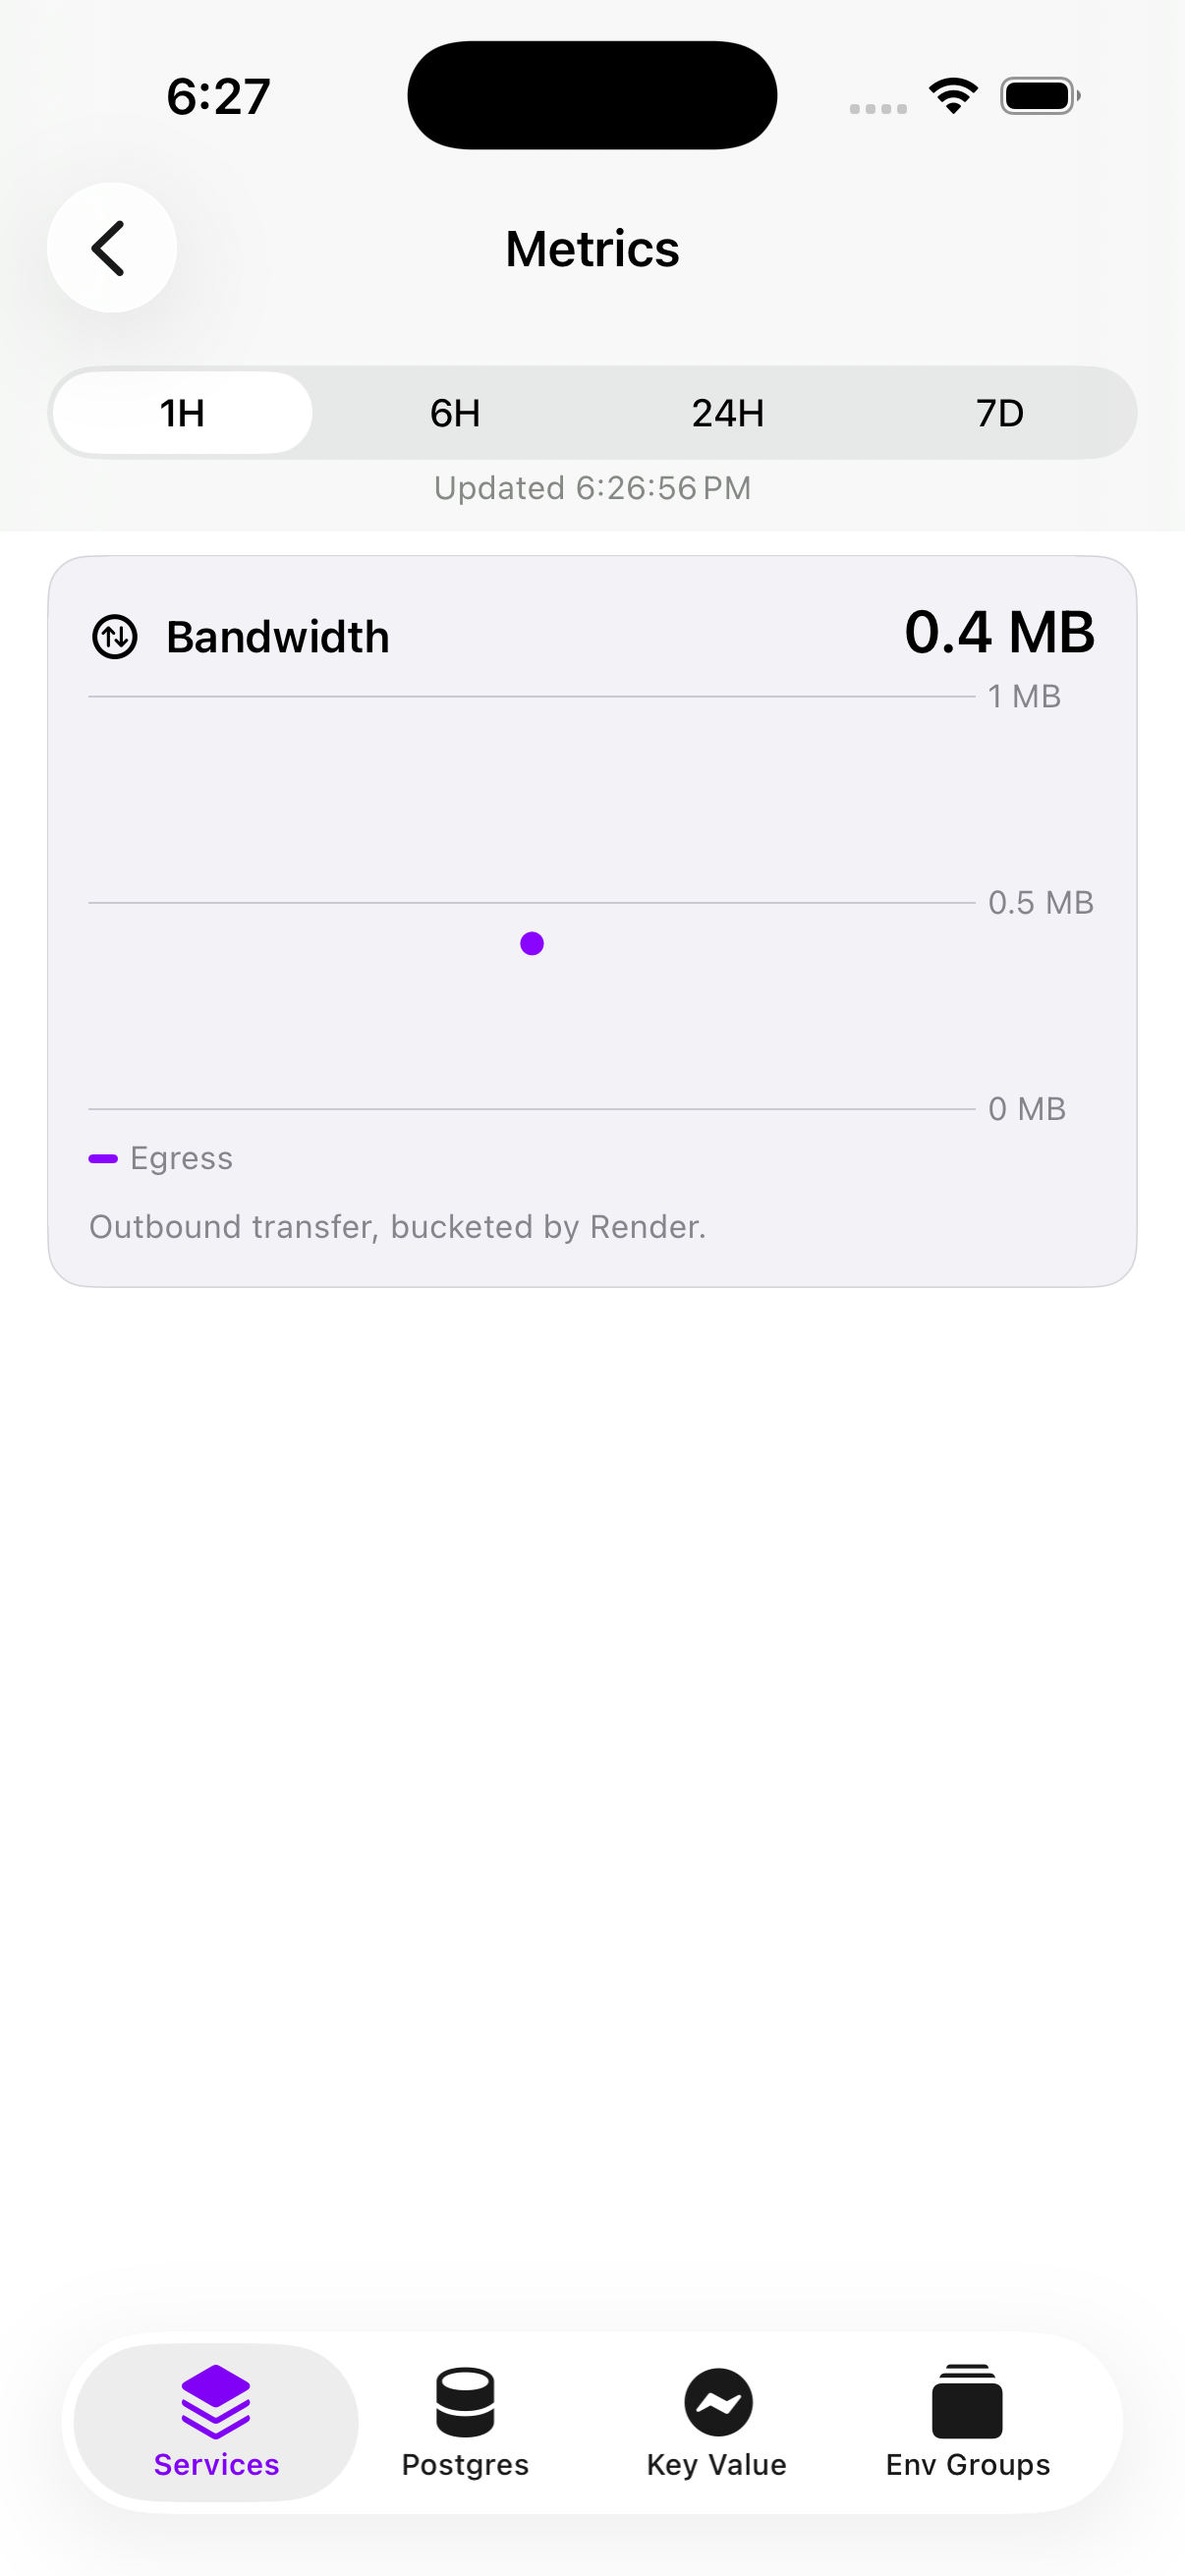 6:27
Metrics
1H 6H 24H 7D
Updated 6:26:56 PM
Bandwidth 0.4 MB
1 MB
0.5 MB
0 MB
Egress
Outbound transfer, bucketed by Render.
Services Postgres Key Value Env Groups